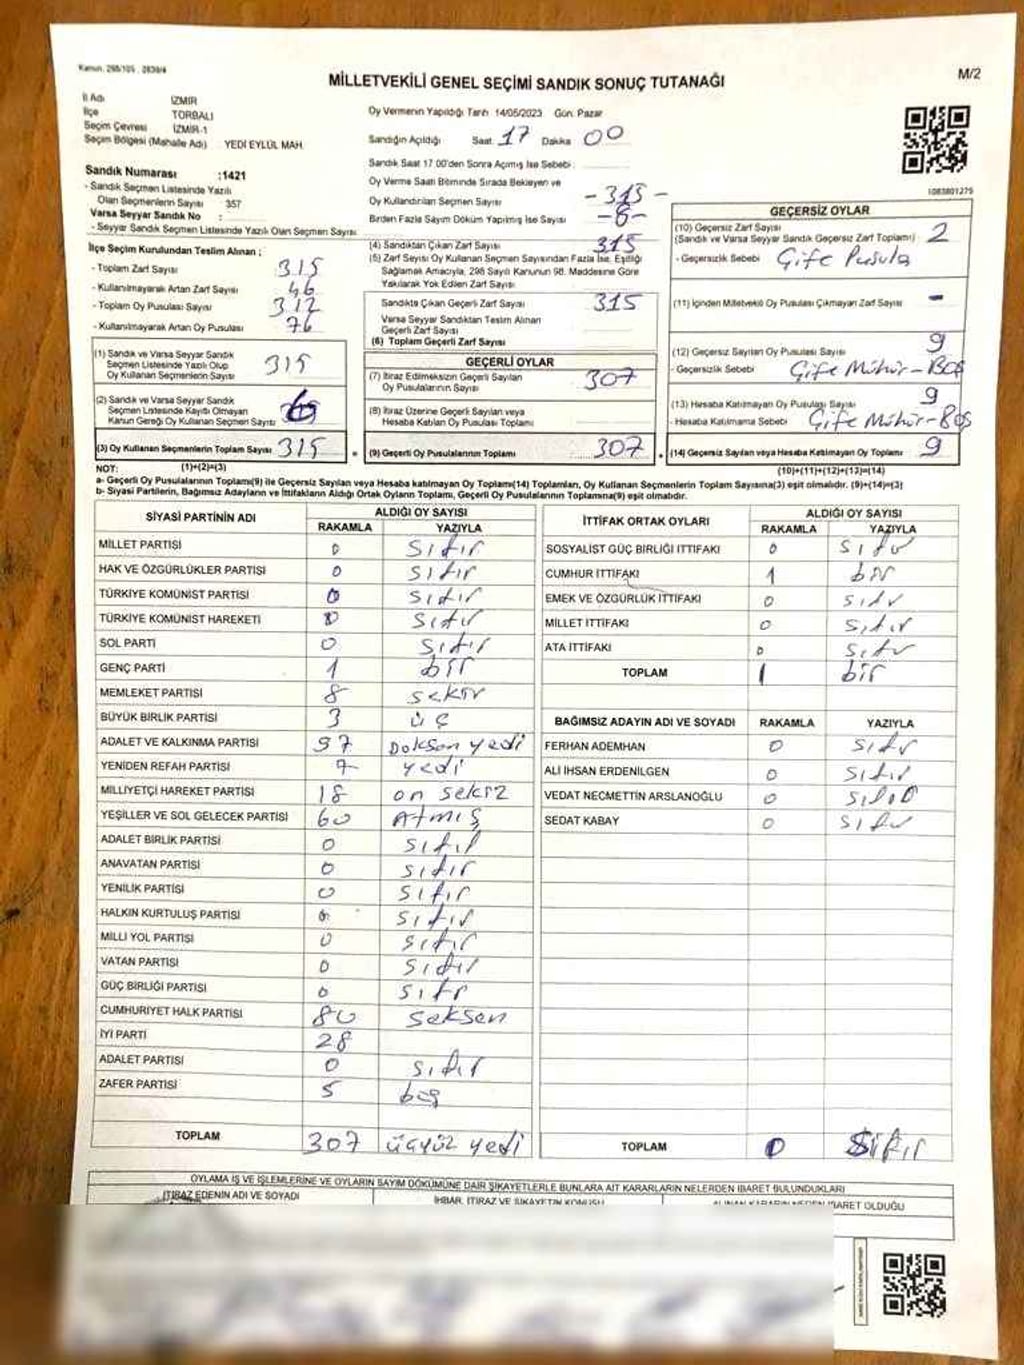 Kanun, 298/105 , 2839/4
MİLLETVEKİLİ GENEL SEÇİMİ SANDIK SONUÇ TUTANAĞI
M/2
İl Adı İZMİR
İlçe TORBALI
Seçim Çevresi İZMİR-1
Seçim Bölgesi (Mahalle Adı) YEDİ EYLÜL MAH.
Oy Vermenin Yapıldığı Tarih 14/05/2023 Gün: Pazar
Sandığın Açıldığı Saat 17 Dakika 00
Sandık Saat 17 00'den Sonra Açılmış İse Sebebi :
Sandık Numarası :1421
- Sandık Seçmen Listesinde Yazılı
Olan Seçmenlerin Sayısı 357
Varsa Seyyar Sandık No :
- Seyyar Sandık Seçmen Listesinde Yazılı Olan Seçmen Sayısı
Oy Verme Saati Bitiminde Sırada Bekleyen ve
Oy Kullandırılan Seçmen Sayısı -315-
Birden Fazla Sayım Döküm Yapılmış İse Sayısı
1083801275
İlçe Seçim Kurulundan Teslim Alınan ;
- Toplam Zarf Sayısı 315
- Kullanılmayarak Artan Zarf Sayısı 46
- Toplam Oy Pusulası Sayısı 312
- Kullanılmayarak Artan Oy Pusulası 76
(1) Sandık ve Varsa Seyyar Sandık
Seçmen Listesinde Yazılı Olup
Oy Kullanan Seçmenlerin Sayısı 315
(2) Sandık ve Varsa Seyyar Sandık
Seçmen Listesinde Kayıtlı Olmayan
Kanun Gereği Oy Kullanan Seçmen Sayısı
(3) Oy Kullanan Seçmenlerin Toplam Sayısı 315
(4) Sandıktan Çıkan Zarf Sayısı 315
(5) Zarf Sayısı Oy Kullanan Seçmen Sayısından Fazla İse, Eşitliği
Sağlamak Amacıyla, 298 Sayılı Kanunun 98. Maddesine Göre
Yakılarak Yok Edilen Zarf Sayısı
Sandıkta Çıkan Geçerli Zarf Sayısı 315
Varsa Seyyar Sandıktan Teslim Alınan
Geçerli Zarf Sayısı
(6) Toplam Geçerli Zarf Sayısı
GEÇERLİ OYLAR
(7) İtiraz Edilmeksizin Geçerli Sayılan
Oy Pusulalarının Sayısı 307
(8) İtiraz Üzerine Geçerli Sayılan veya
Hesaba Katılan Oy Pusulası Toplamı
(9) Geçerli Oy Pusulalarının Toplamı 307
GEÇERSİZ OYLAR
(10) Geçersiz Zarf Sayısı
(Sandık ve Varsa Seyyar Sandık Geçersiz Zarf Toplamı) 2
- Geçersizlik Sebebi Çife Pusula
(11) İçinden Milletvekili Oy Pusulası Çıkmayan Zarf Sayısı -
(12) Geçersiz Sayılan Oy Pusulası Sayısı 9
- Geçersizlik Sebebi Çife Mühür-Boş
(13) Hesaba Katılmayan Oy Pusulası Sayısı 9
- Hesaba Katılmama Sebebi Çife Mühür-Boş
(14) Geçersiz Sayılan veya Hesaba Katılmayan Oy Toplamı 9
NOT: (1)+(2)=(3) (10)+(11)+(12)+(13)=(14)
a- Geçerli Oy Pusulalarının Toplamı(9) ile Geçersiz Sayılan veya Hesaba katılmayan Oy Toplamı(14) Toplamları, Oy Kullanan Seçmenlerin Toplam Sayısına(3) eşit olmalıdır. (9)+(14)=(3)
b- Siyasi Partilerin, Bağımsız Adayların ve İttifakların Aldığı Ortak Oyların Toplamı, Geçerli Oy Pusulalarının Toplamına(9) eşit olmalıdır.
SİYASİ PARTİNİN ADI ALDIĞI OY SAYISI
RAKAMLA YAZIYLA
MİLLET PARTİSİ 0 sıfır
HAK VE ÖZGÜRLÜKLER PARTİSİ 0 sıfır
TÜRKİYE KOMÜNİST PARTİSİ 0 sıfır
TÜRKİYE KOMÜNİST HAREKETİ 0 sıfır
SOL PARTİ 0 sıfır
GENÇ PARTİ 1 bir
MEMLEKET PARTİSİ 8 sekiz
BÜYÜK BİRLİK PARTİSİ 3 üç
ADALET VE KALKINMA PARTİSİ 97 Doksan yedi
YENİDEN REFAH PARTİSİ 7 yedi
MİLLİYETÇİ HAREKET PARTİSİ 18 on sekiz
YEŞİLLER VE SOL GELECEK PARTİSİ 60 Atmış
ADALET BİRLİK PARTİSİ 0 sıfır
ANAVATAN PARTİSİ 0 sıfır
YENİLİK PARTİSİ 0 sıfır
HALKIN KURTULUŞ PARTİSİ 0 sıfır
MİLLİ YOL PARTİSİ 0 sıfır
VATAN PARTİSİ 0 sıfır
GÜÇ BİRLİĞİ PARTİSİ 0 sıfr
CUMHURİYET HALK PARTİSİ 80 seksen
İYİ PARTİ 28
ADALET PARTİSİ 0 sıfır
ZAFER PARTİSİ 5 beş
TOPLAM 307 üçyüz yedi
İTTİFAK ORTAK OYLARI ALDIĞI OY SAYISI
RAKAMLA YAZIYLA
SOSYALİST GÜÇ BİRLİĞİ İTTİFAKI 0 sıfır
CUMHUR İTTİFAKI 1 bir
EMEK VE ÖZGÜRLÜK İTTİFAKI 0 sıfır
MİLLET İTTİFAKI 0 sıfır
ATA İTTİFAKI 0 sıfır
TOPLAM 1 bir
BAĞIMSIZ ADAYIN ADI VE SOYADI RAKAMLA YAZIYLA
FERHAN ADEMHAN 0 sıfır
ALİ İHSAN ERDENİLGEN 0 sıfır
VEDAT NECMETTİN ARSLANOĞLU 0 sıfır
SEDAT KABAY 0 sıfır
TOPLAM 0 Sıfır
OYLAMA İŞ VE İŞLEMLERİNE VE OYLARIN SAYIM DÖKÜMÜNE DAİR ŞİKAYETLERLE BUNLARA AİT KARARLARIN NELERDEN İBARET BULUNDUKLARI
İTİRAZ EDENİN ADI VE SOYADI İHBAR, İTİRAZ VE ŞİKAYETİN KONUSU ALINAN KARARIN NEDEN İBARET OLDUĞU